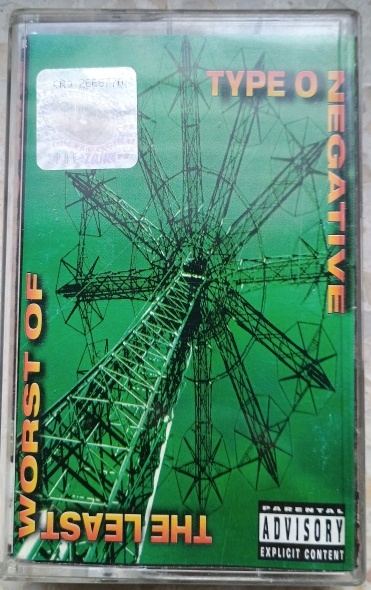 TYPE O
NEGATIVE
THE LEAST
WORST OF
PARENTAL
ADVISORY
EXPLICIT CONTENT